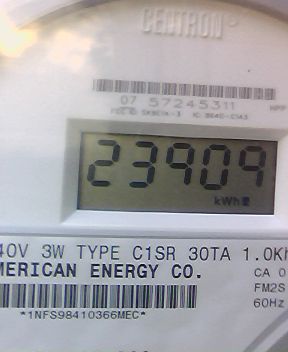 CENTRON
07 57245311
23909
kWh
40V 3W TYPE C1SR 30TA 1.0Kh
MERICAN ENERGY CO.
CA 0
FM2S
60Hz
*1NFS98410366MEC*